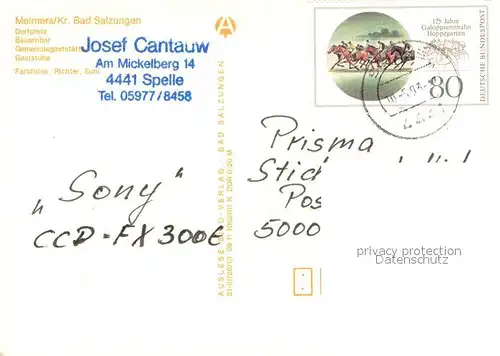 Meimers/Kr. Bad Salzungen
Dorfplatz
Bauernhof
Gemeindegaststätte
Gaststube
Farbfotos: Richter, Suhl
Josef Cantauw
Am Mickelberg 14
4441 Spelle
Tel. 05977/8458
AUSLESE-BILD-VERLAG · BAD SALZUNGEN
125 Jahre
Galopprennbahn
Hoppegarten
80
DEUTSCHE BUNDESPOST
4441
"Sony"
CCD-FX300E
Prisma
Stic
Pos
5000
privacy protection
Datenschutz